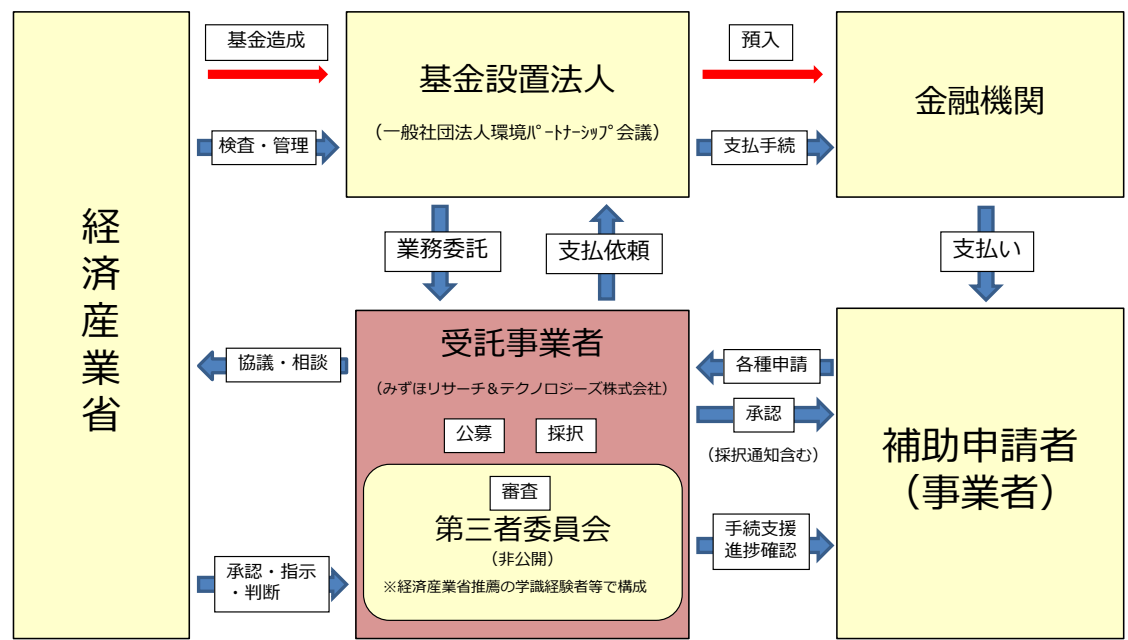 経済産業省
基金造成
検査・管理
基金設置法人
（一般社団法人環境ﾊﾟｰﾄﾅｰｼｯﾌﾟ会議）
預入
支払手続
金融機関
業務委託
支払依頼
支払い
協議・相談
承認・指示
・判断
受託事業者
（みずほリサーチ＆テクノロジーズ株式会社）
公募
採択
審査
第三者委員会
（非公開）
※経済産業省推薦の学識経験者等で構成
各種申請
承認
（採択通知含む）
手続支援
進捗確認
補助申請者
（事業者）